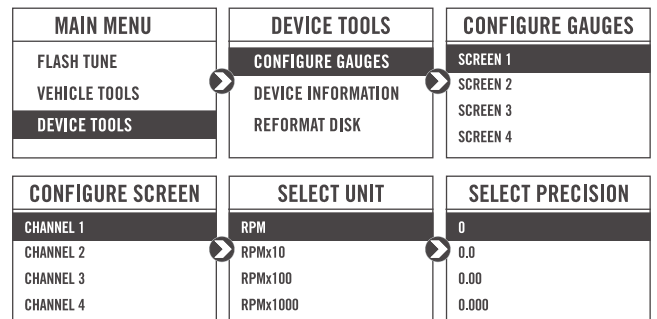 MAIN MENU
FLASH TUNE
VEHICLE TOOLS
DEVICE TOOLS
DEVICE TOOLS
CONFIGURE GAUGES
DEVICE INFORMATION
REFORMAT DISK
CONFIGURE GAUGES
SCREEN 1
SCREEN 2
SCREEN 3
SCREEN 4
CONFIGURE SCREEN
CHANNEL 1
CHANNEL 2
CHANNEL 3
CHANNEL 4
SELECT UNIT
RPM
RPMx10
RPMx100
RPMx1000
SELECT PRECISION
0
0.0
0.00
0.000